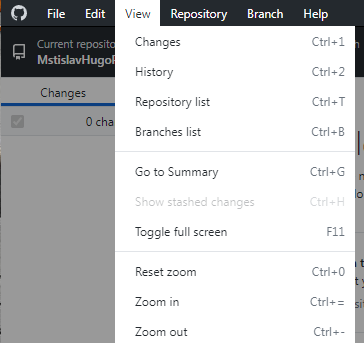 File Edit View Repository Branch Help
Current reposito
MstislavHugoF
Changes
0 cha
Changes Ctrl+1
History Ctrl+2
Repository list Ctrl+T
Branches list Ctrl+B
Go to Summary Ctrl+G
Show stashed changes Ctrl+H
Toggle full screen F11
Reset zoom Ctrl+0
Zoom in Ctrl+=
Zoom out Ctrl+-